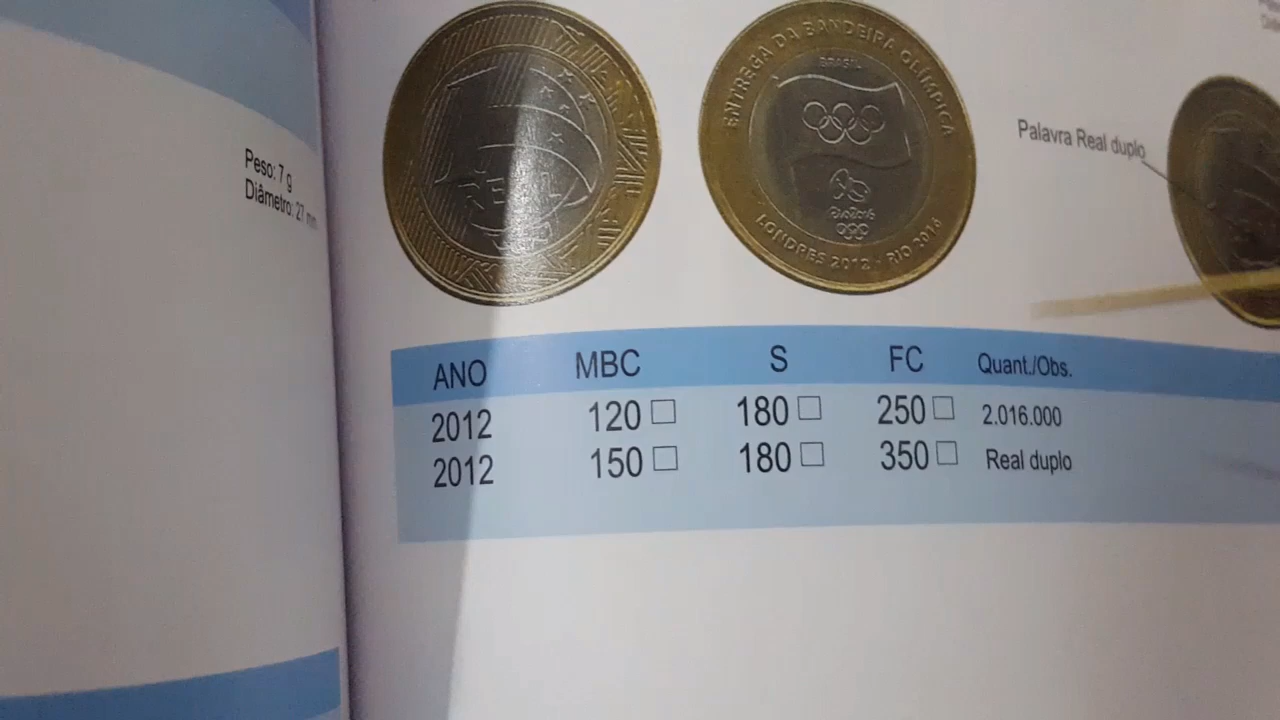 Peso: 7 g
Diâmetro: 27 mm
REAL
ENTREGA DA BANDEIRA OLÍMPICA
BRASIL
Rio2016
LONDRES 2012 - RIO 2016
Palavra Real duplo
ANO MBC S FC Quant./Obs.
2012 120 180 250 2.016.000
2012 150 180 350 Real duplo